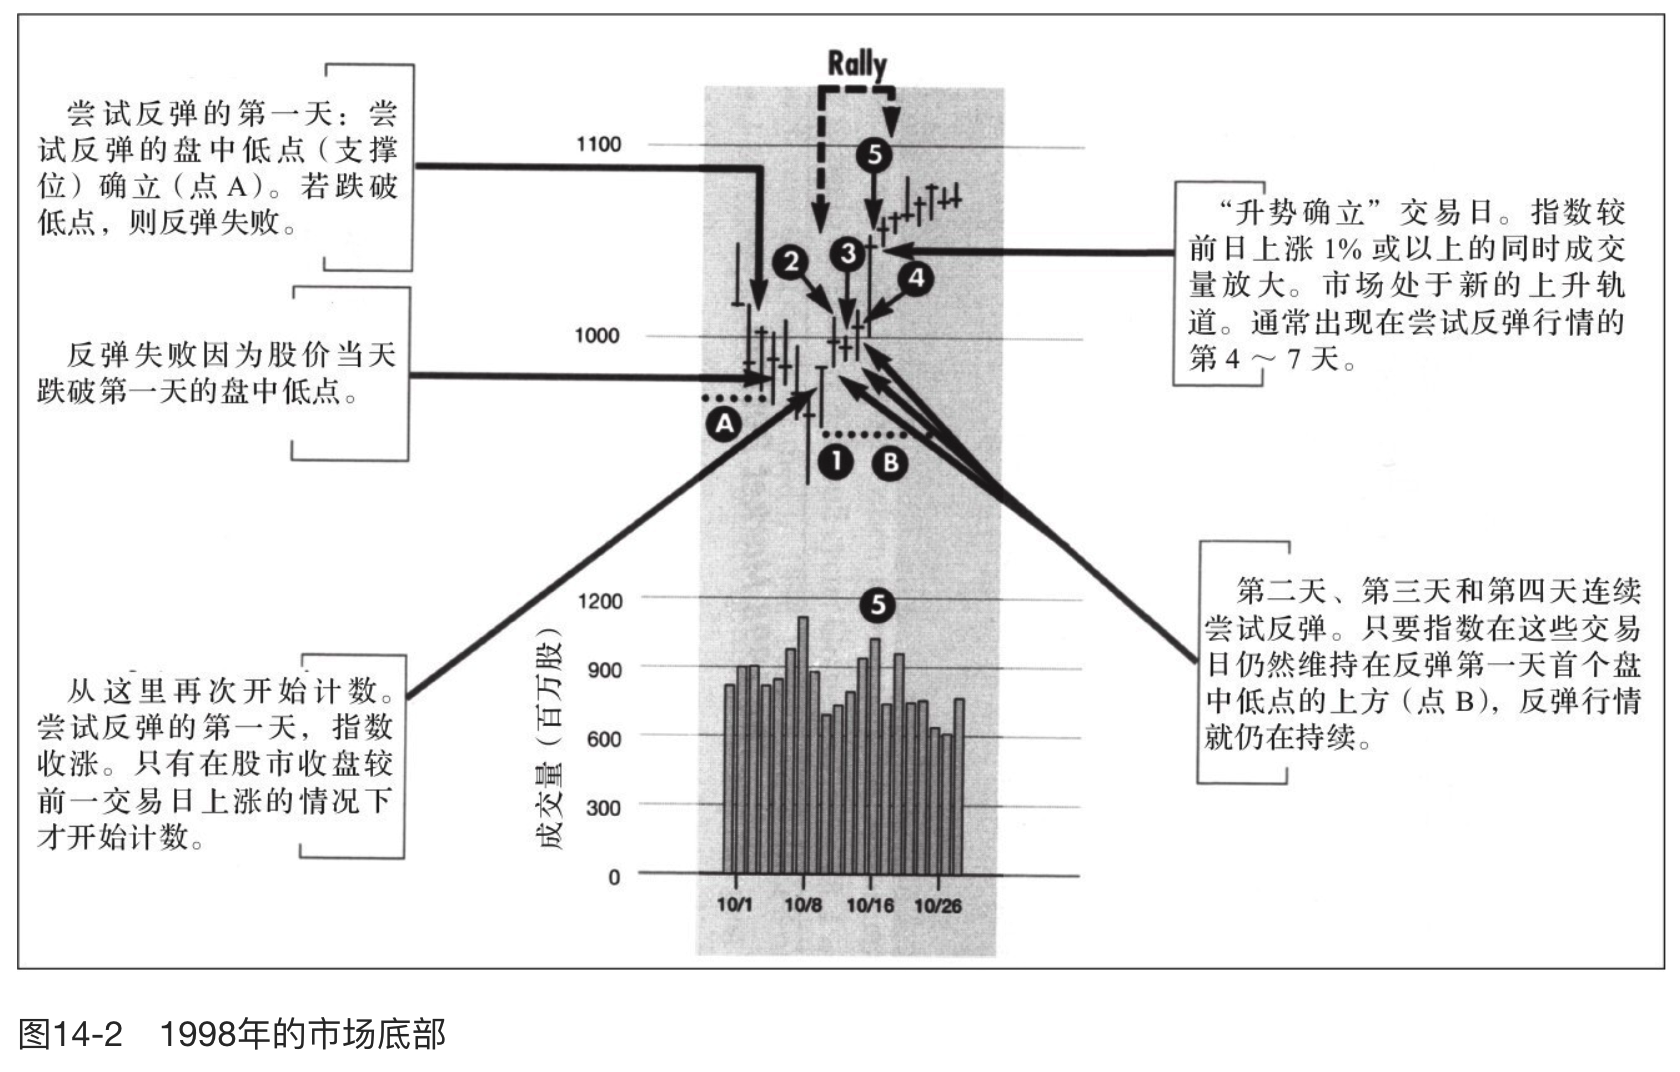 Rally
尝试反弹的第一天：尝
试反弹的盘中低点（支撑
位）确立（点 A）。若跌破
低点，则反弹失败。
反弹失败因为股价当天
跌破第一天的盘中低点。
从这里再次开始计数。
尝试反弹的第一天，指数
收涨。只有在股市收盘较
前一交易日上涨的情况下
才开始计数。
1100
1000
5
2
3
4
A
1
B
“升势确立”交易日。指数较
前日上涨 1% 或以上的同时成交
量放大。市场处于新的上升轨
道。通常出现在尝试反弹行情的
第 4 ～ 7 天。
第二天、第三天和第四天连续
尝试反弹。只要指数在这些交易
日仍然维持在反弹第一天首个盘
中低点的上方（点 B），反弹行情
就仍在持续。
成交量（百万股）
1200
900
600
300
0
5
10/1
10/8
10/16
10/26
图14-2 1998年的市场底部